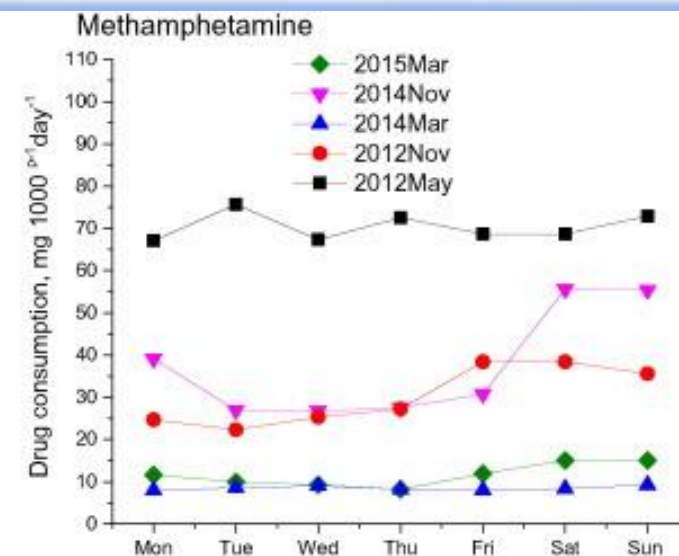 Methamphetamine
110
100
90
80
70
60
50
40
30
20
10
0
Drug consumption, mg 1000 p⁻¹day⁻¹
2015Mar
2014Nov
2014Mar
2012Nov
2012May
Mon Tue Wed Thu Fri Sat Sun